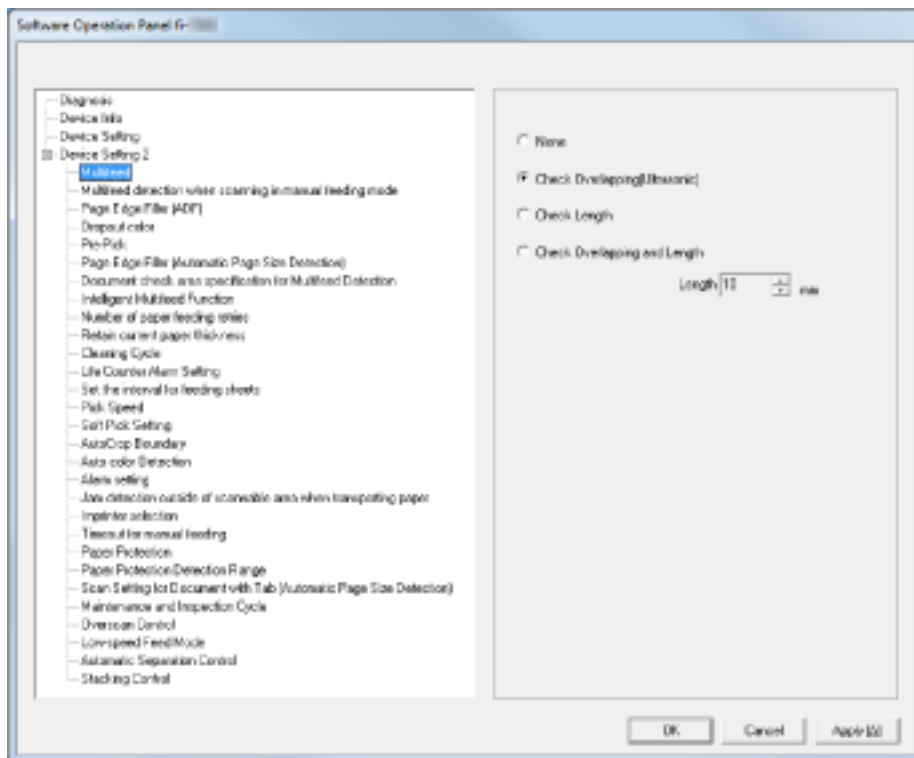 Software Operation Panel fi-
Diagnosis
Device Info
Device Setting
Device Setting 2
Multifeed
Multifeed detection when scanning in manual feeding mode
Page Edge Filler (ADF)
Dropout color
Pre-Pick
Page Edge Filler (Automatic Page Size Detection)
Document check area specification for Multifeed Detection
Intelligent Multifeed Function
Number of paper feeding retries
Retain current paper thickness
Cleaning Cycle
Life Counter Alarm Setting
Set the interval for feeding sheets
Pick Speed
Soft Pick Setting
AutoCrop Boundary
Auto color Detection
Alarm setting
Jam detection outside of scannable area when transporting paper
Imprinter selection
Timeout for manual feeding
Paper Protection
Paper Protection Detection Range
Scan Setting for Document with Tab (Automatic Page Size Detection)
Maintenance and Inspection Cycle
Overscan Control
Low-speed Feed Mode
Automatic Separation Control
Stacking Control
None
Check Overlapping(Ultrasonic)
Check Length
Check Overlapping and Length
Length 10 mm
OK Cancel Apply (A)